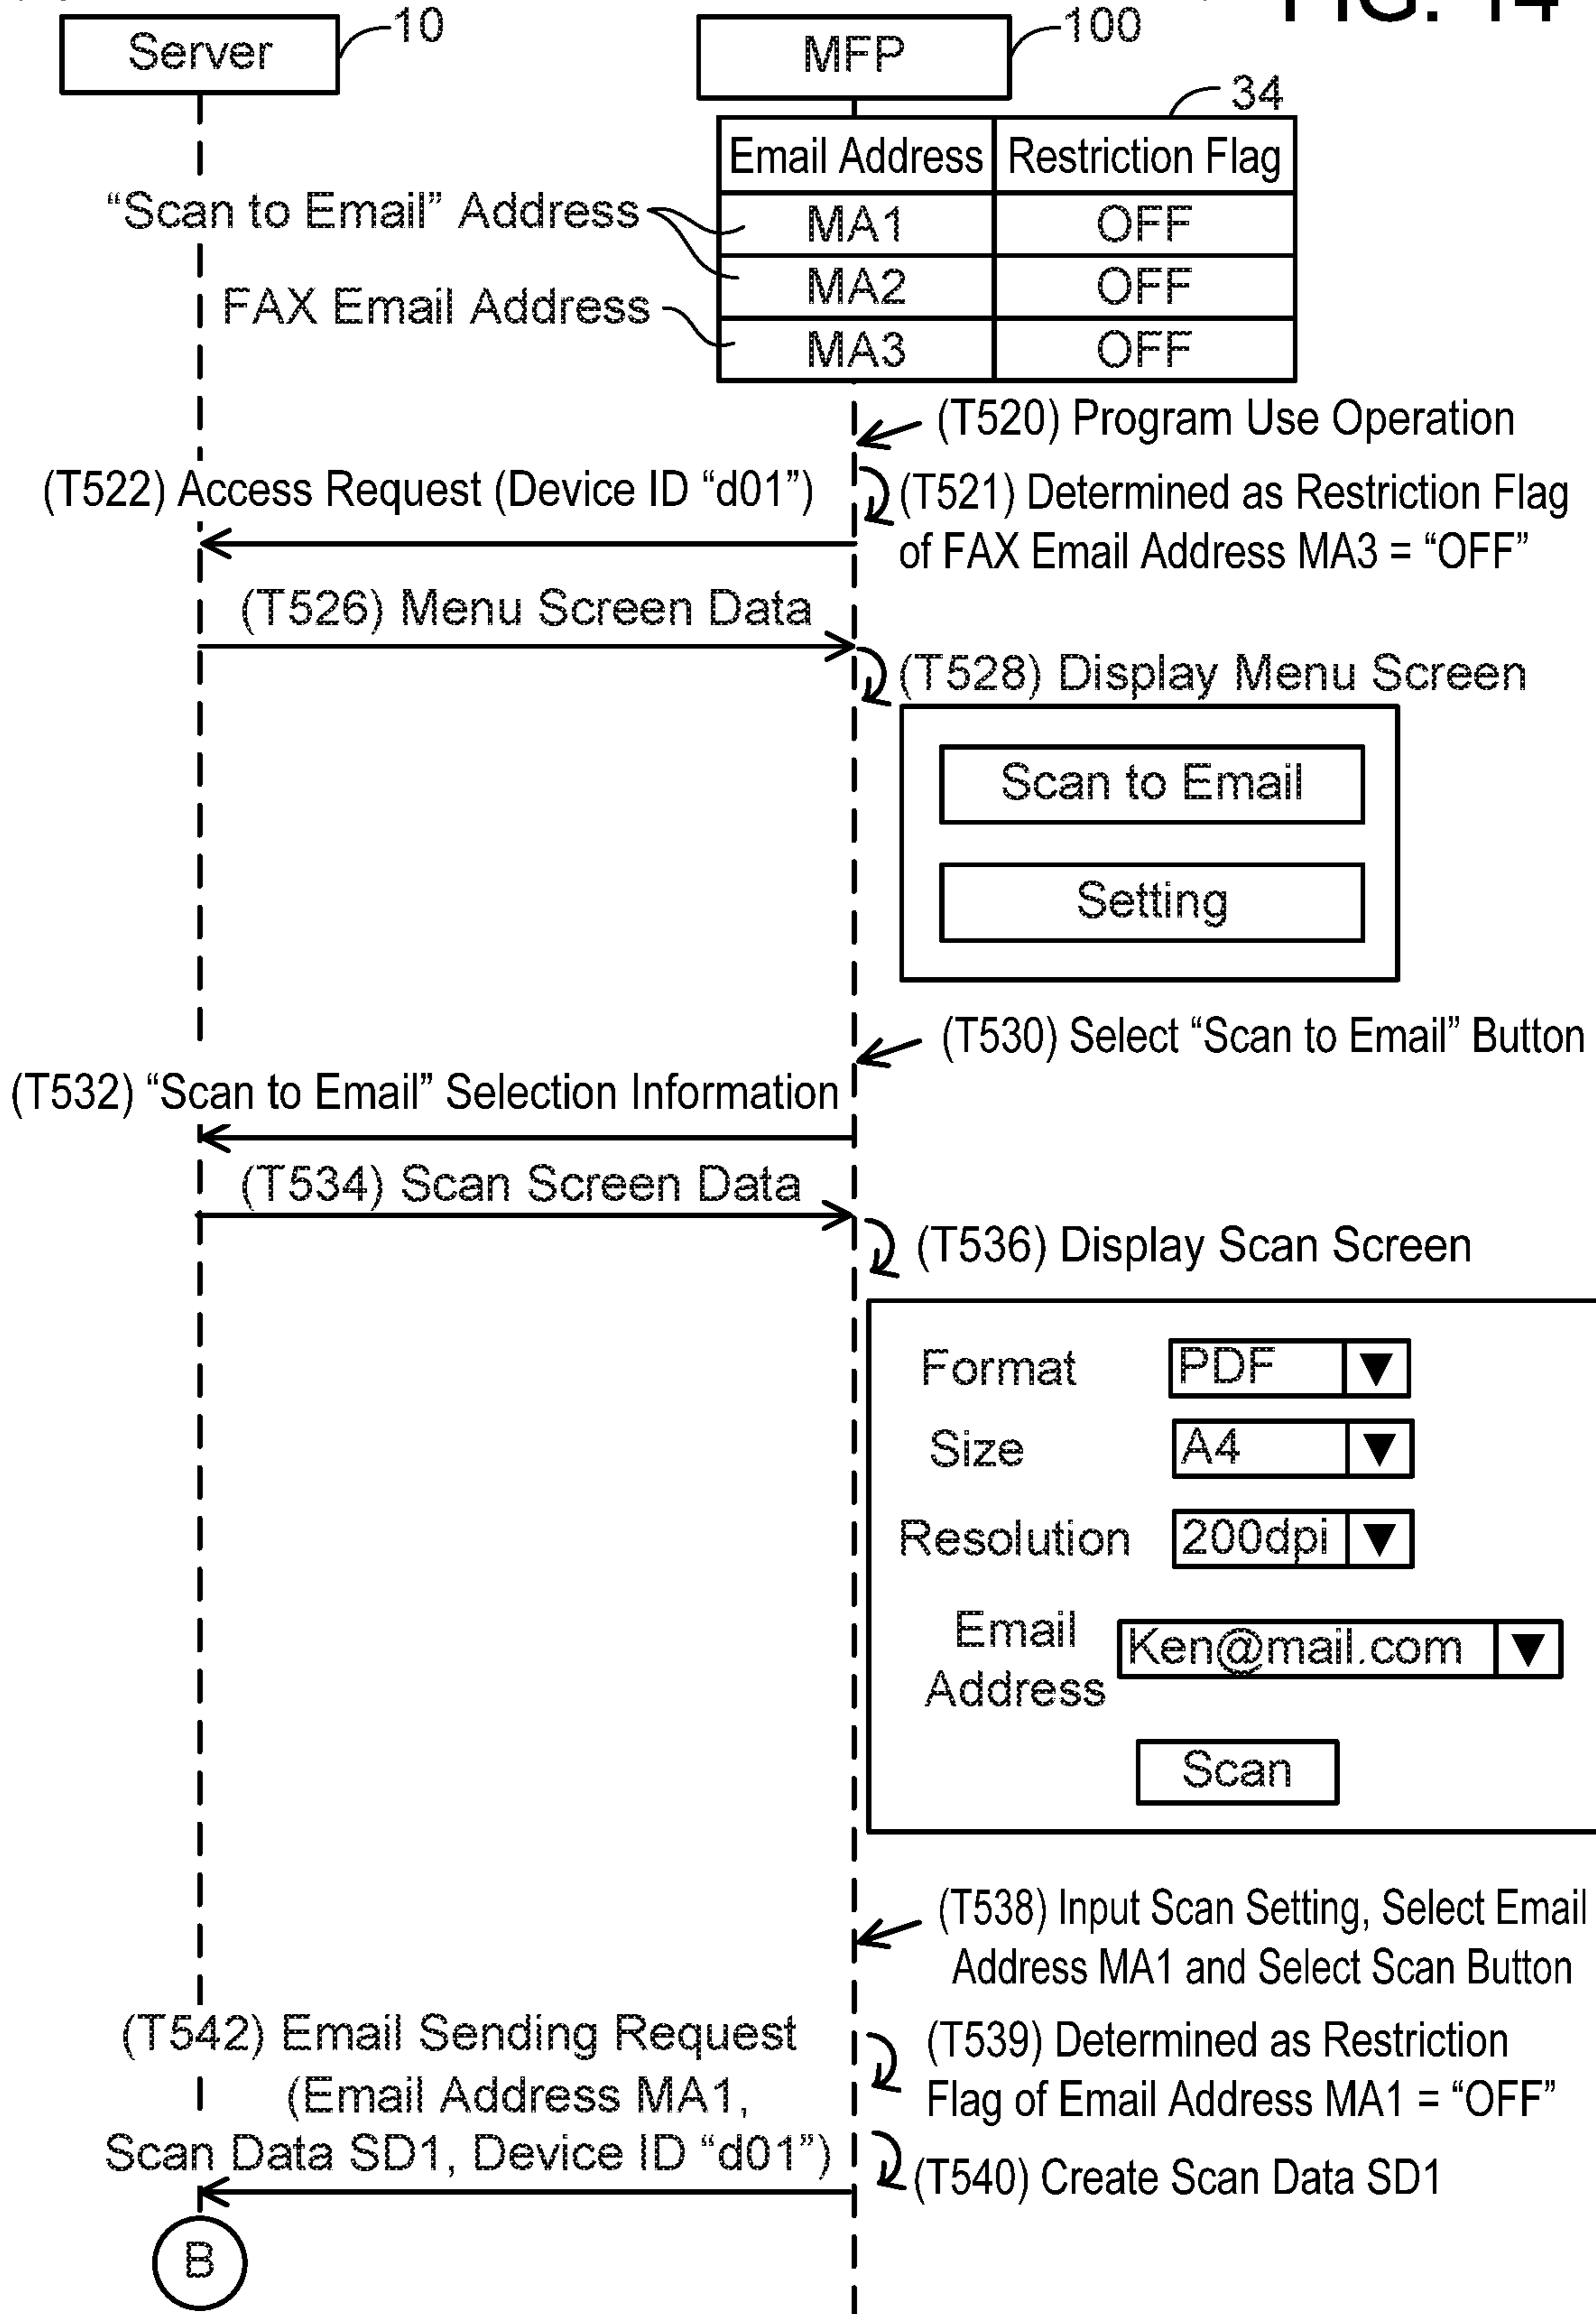 FIG. 14
Server
10
MFP
100
34
Email Address Restriction Flag
"Scan to Email" Address
MA1 OFF
MA2 OFF
FAX Email Address
MA3 OFF
(T520) Program Use Operation
(T522) Access Request (Device ID “d01”)
(T521) Determined as Restriction Flag
of FAX Email Address MA3 = “OFF”
(T526) Menu Screen Data
(T528) Display Menu Screen
Scan to Email
Setting
(T530) Select “Scan to Email” Button
(T532) “Scan to Email” Selection Information
(T534) Scan Screen Data
(T536) Display Scan Screen
Format PDF ▼
Size A4 ▼
Resolution 200dpi ▼
Email
Address
Ken@mail.com ▼
Scan
(T538) Input Scan Setting, Select Email
Address MA1 and Select Scan Button
(T542) Email Sending Request
(Email Address MA1,
Scan Data SD1, Device ID “d01”)
(T539) Determined as Restriction
Flag of Email Address MA1 = “OFF”
(T540) Create Scan Data SD1
B